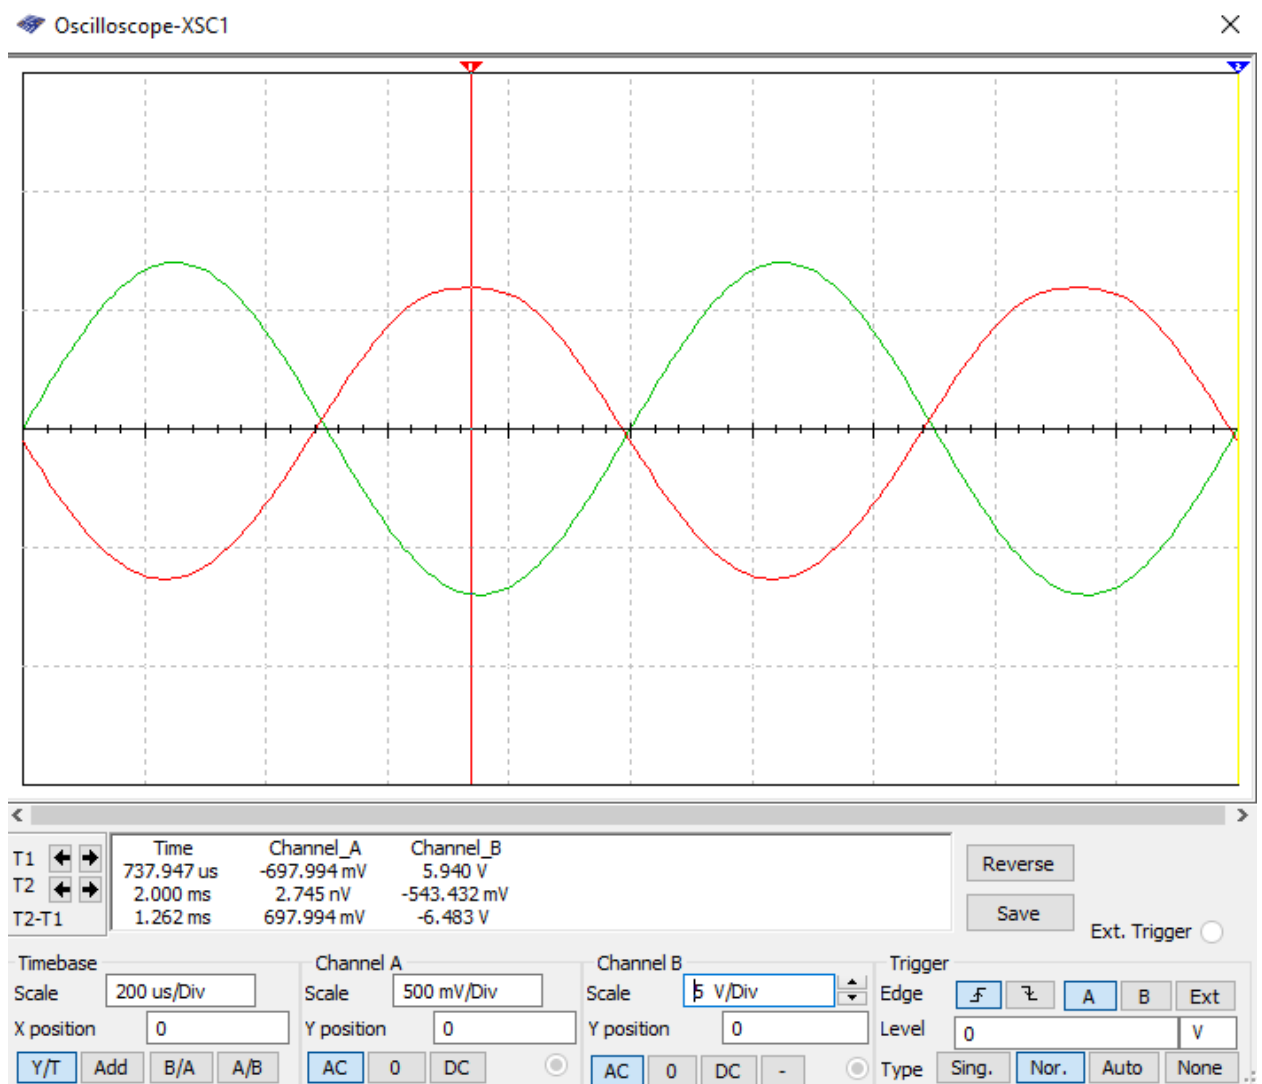 Oscilloscope-XSC1
1 2
Time Channel_A Channel_B
T1 737.947 us -697.994 mV 5.940 V
T2 2.000 ms 2.745 nV -543.432 mV
T2-T1 1.262 ms 697.994 mV -6.483 V
Reverse
Save
Ext. Trigger
Timebase Channel A Channel B Trigger
Scale 200 us/Div Scale 500 mV/Div Scale 5 V/Div Edge A B Ext
X position 0 Y position 0 Y position 0 Level 0 V
Y/T Add B/A A/B AC 0 DC AC 0 DC - Type Sing. Nor. Auto None